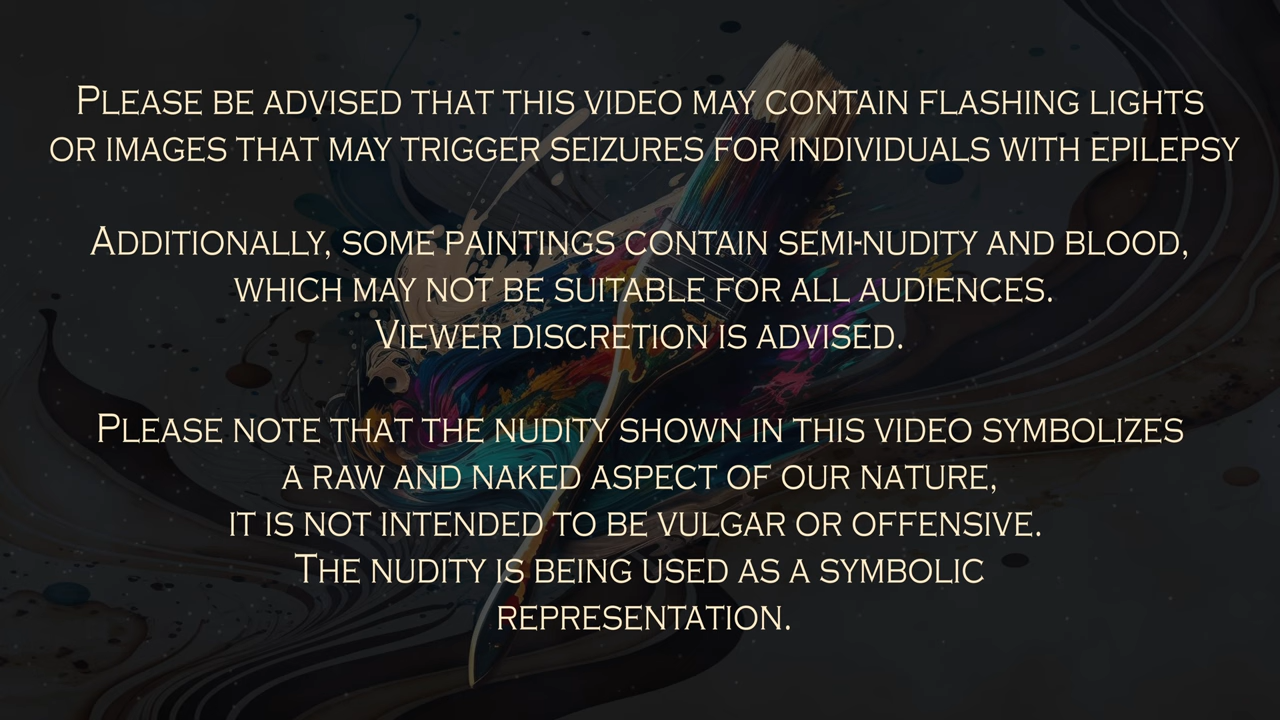 Please be advised that this video may contain flashing lights
or images that may trigger seizures for individuals with epilepsy
Additionally, some paintings contain semi-nudity and blood,
which may not be suitable for all audiences.
Viewer discretion is advised.
Please note that the nudity shown in this video symbolizes
a raw and naked aspect of our nature,
it is not intended to be vulgar or offensive.
The nudity is being used as a symbolic
representation.